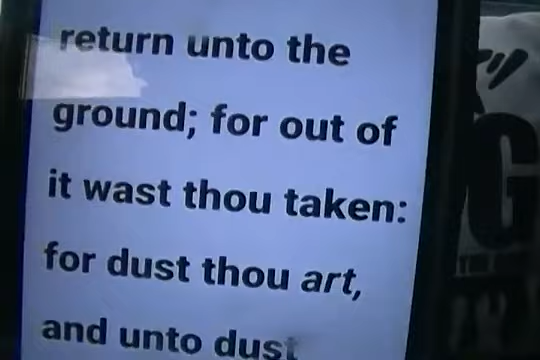 return unto the
ground; for out of
it wast thou taken:
for dust thou art,
and unto dust
G